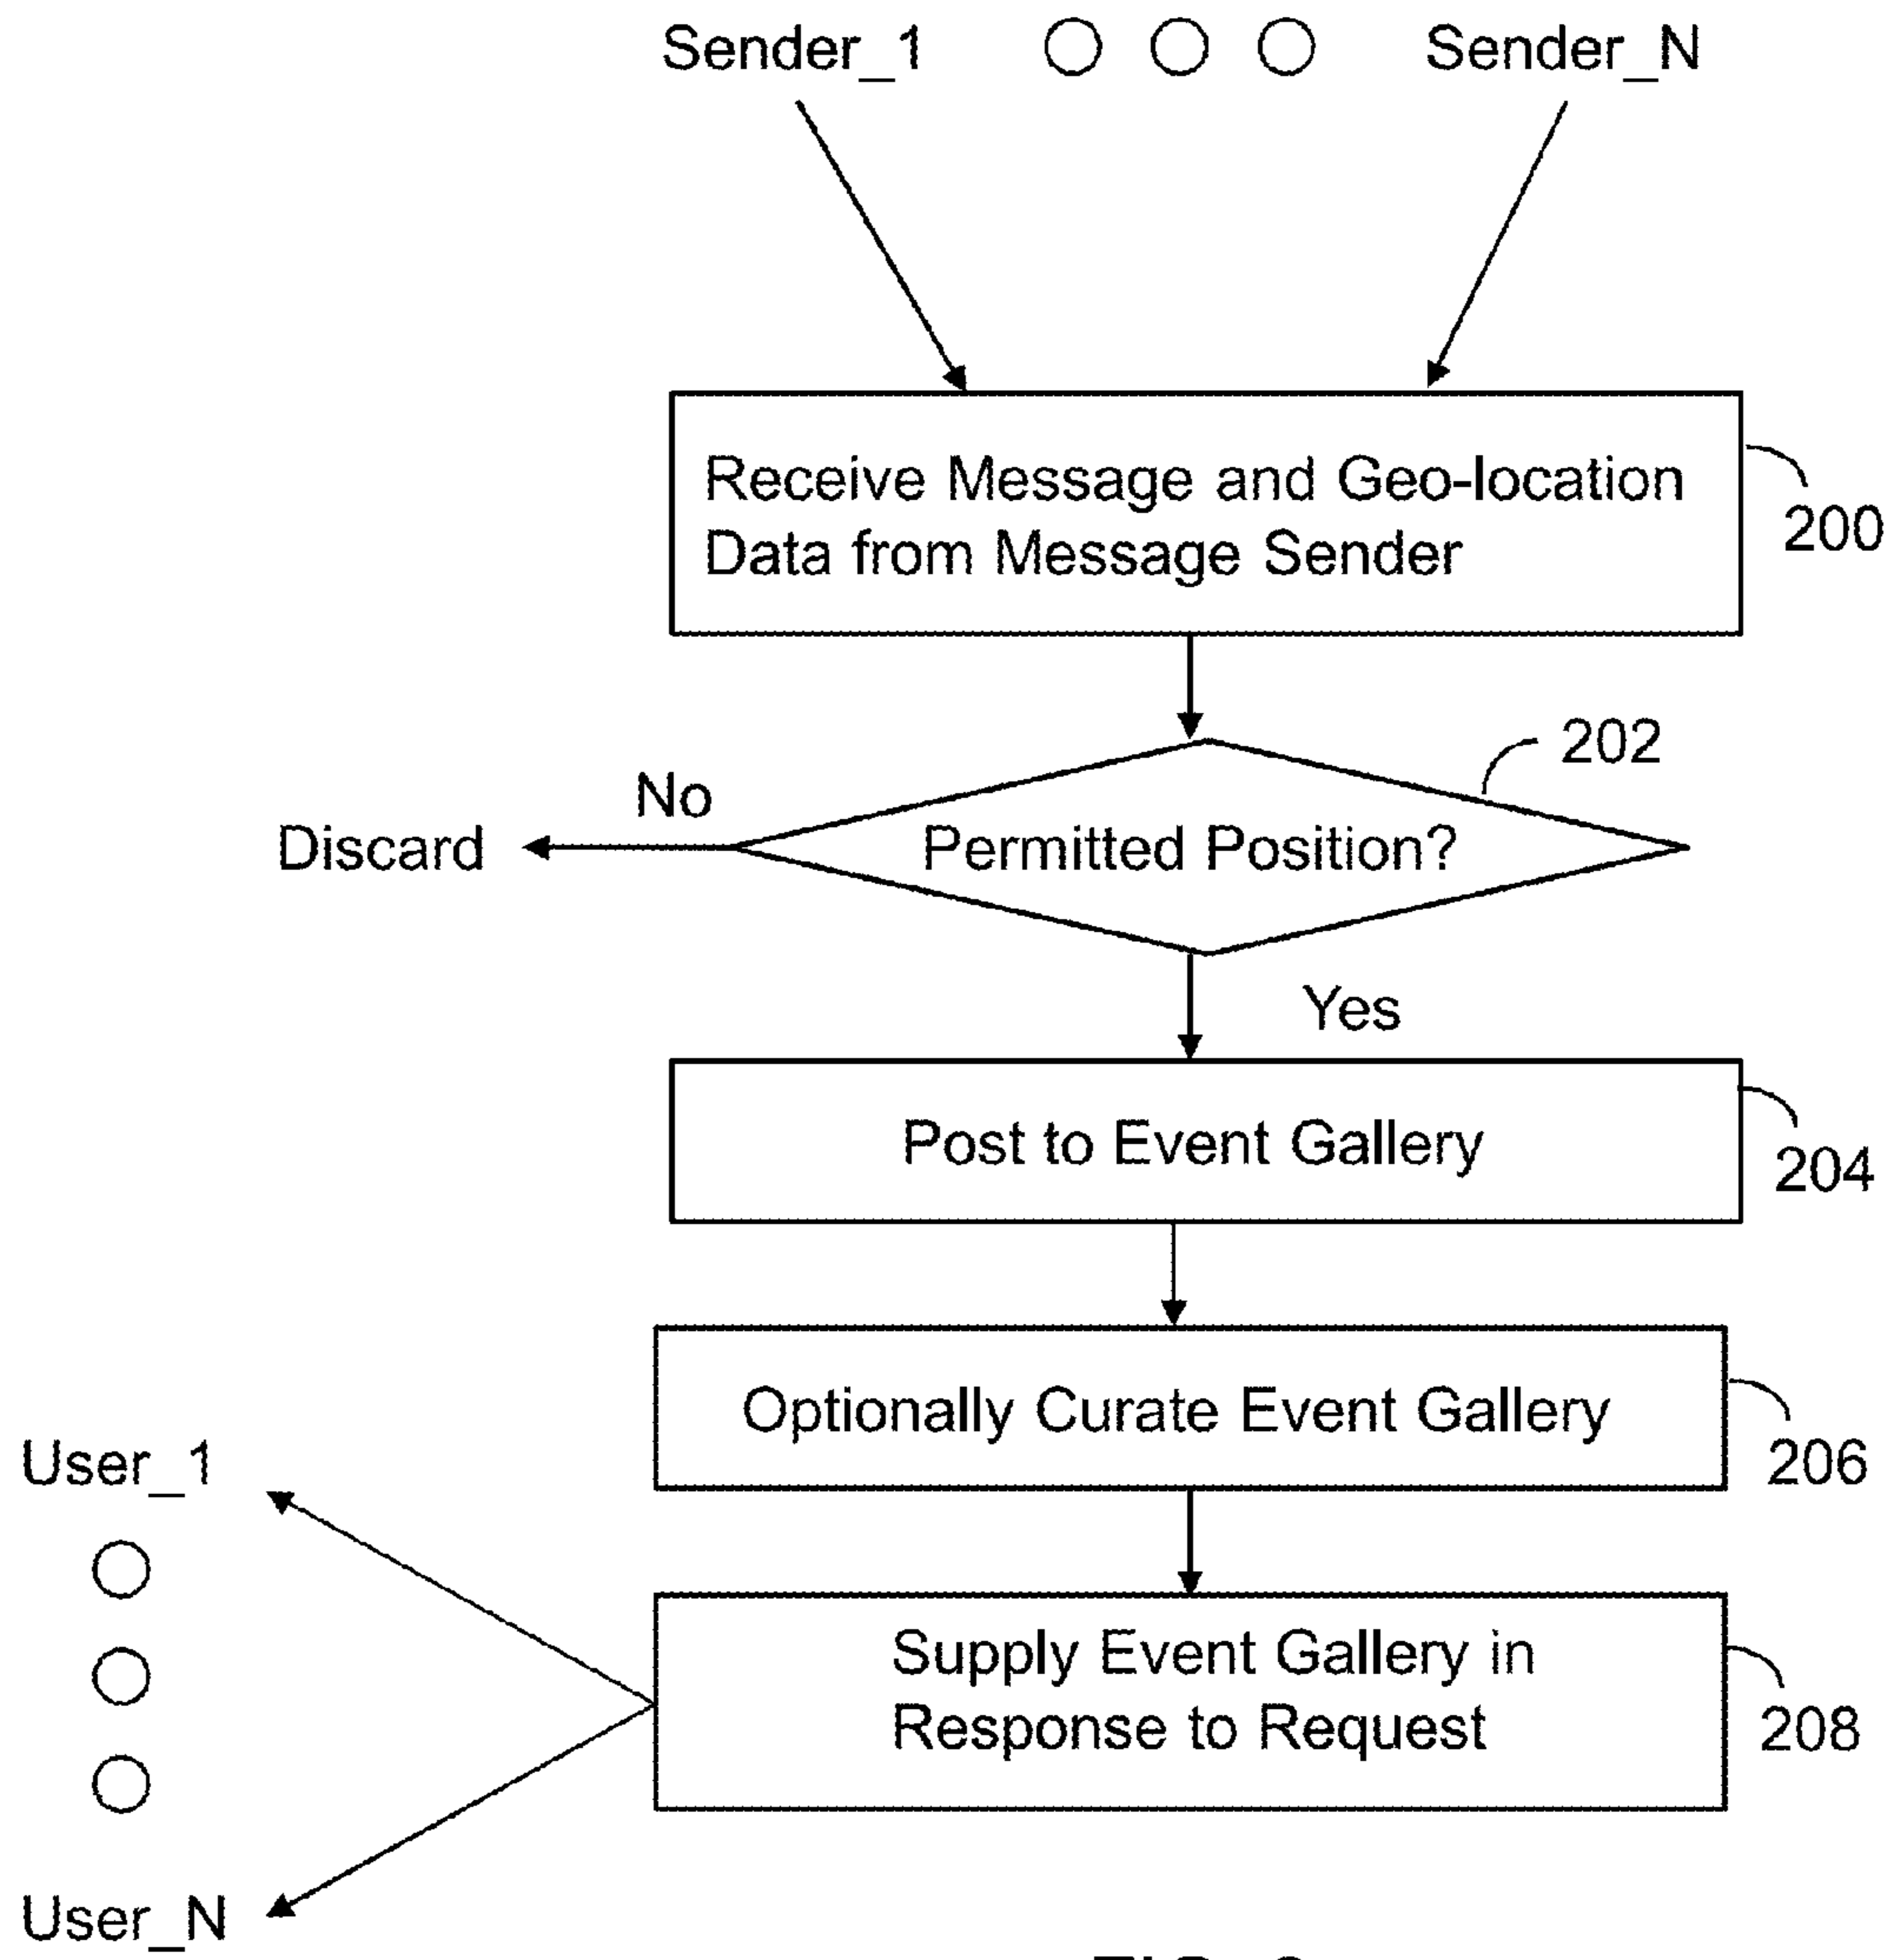 Sender_1
Sender_N
Receive Message and Geo-location
Data from Message Sender
200
202
No
Discard
Permitted Position?
Yes
Post to Event Gallery
204
Optionally Curate Event Gallery
206
User_1
Supply Event Gallery in
Response to Request
208
User_N